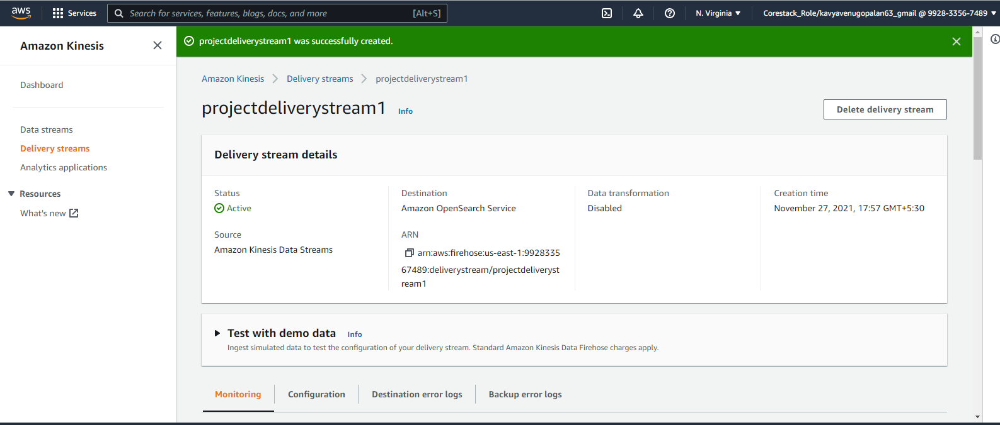 aws
Services
Search for services, features, blogs, docs, and more
[Alt+S]
N. Virginia
Corestack_Role/kavyavenugopalan63_gmail @ 9928-3356-7489
Amazon Kinesis
Dashboard
Data streams
Delivery streams
Analytics applications
Resources
What's new
projectdeliverystream1 was successfully created.
Amazon Kinesis
Delivery streams
projectdeliverystream1
projectdeliverystream1
Info
Delete delivery stream
Delivery stream details
Status
Active
Source
Amazon Kinesis Data Streams
Destination
Amazon OpenSearch Service
ARN
arn:aws:firehose:us-east-1:9928335
67489:deliverystream/projectdeliveryst
ream1
Data transformation
Disabled
Creation time
November 27, 2021, 17:57 GMT+5:30
Test with demo data
Info
Ingest simulated data to test the configuration of your delivery stream. Standard Amazon Kinesis Data Firehose charges apply.
Monitoring
Configuration
Destination error logs
Backup error logs